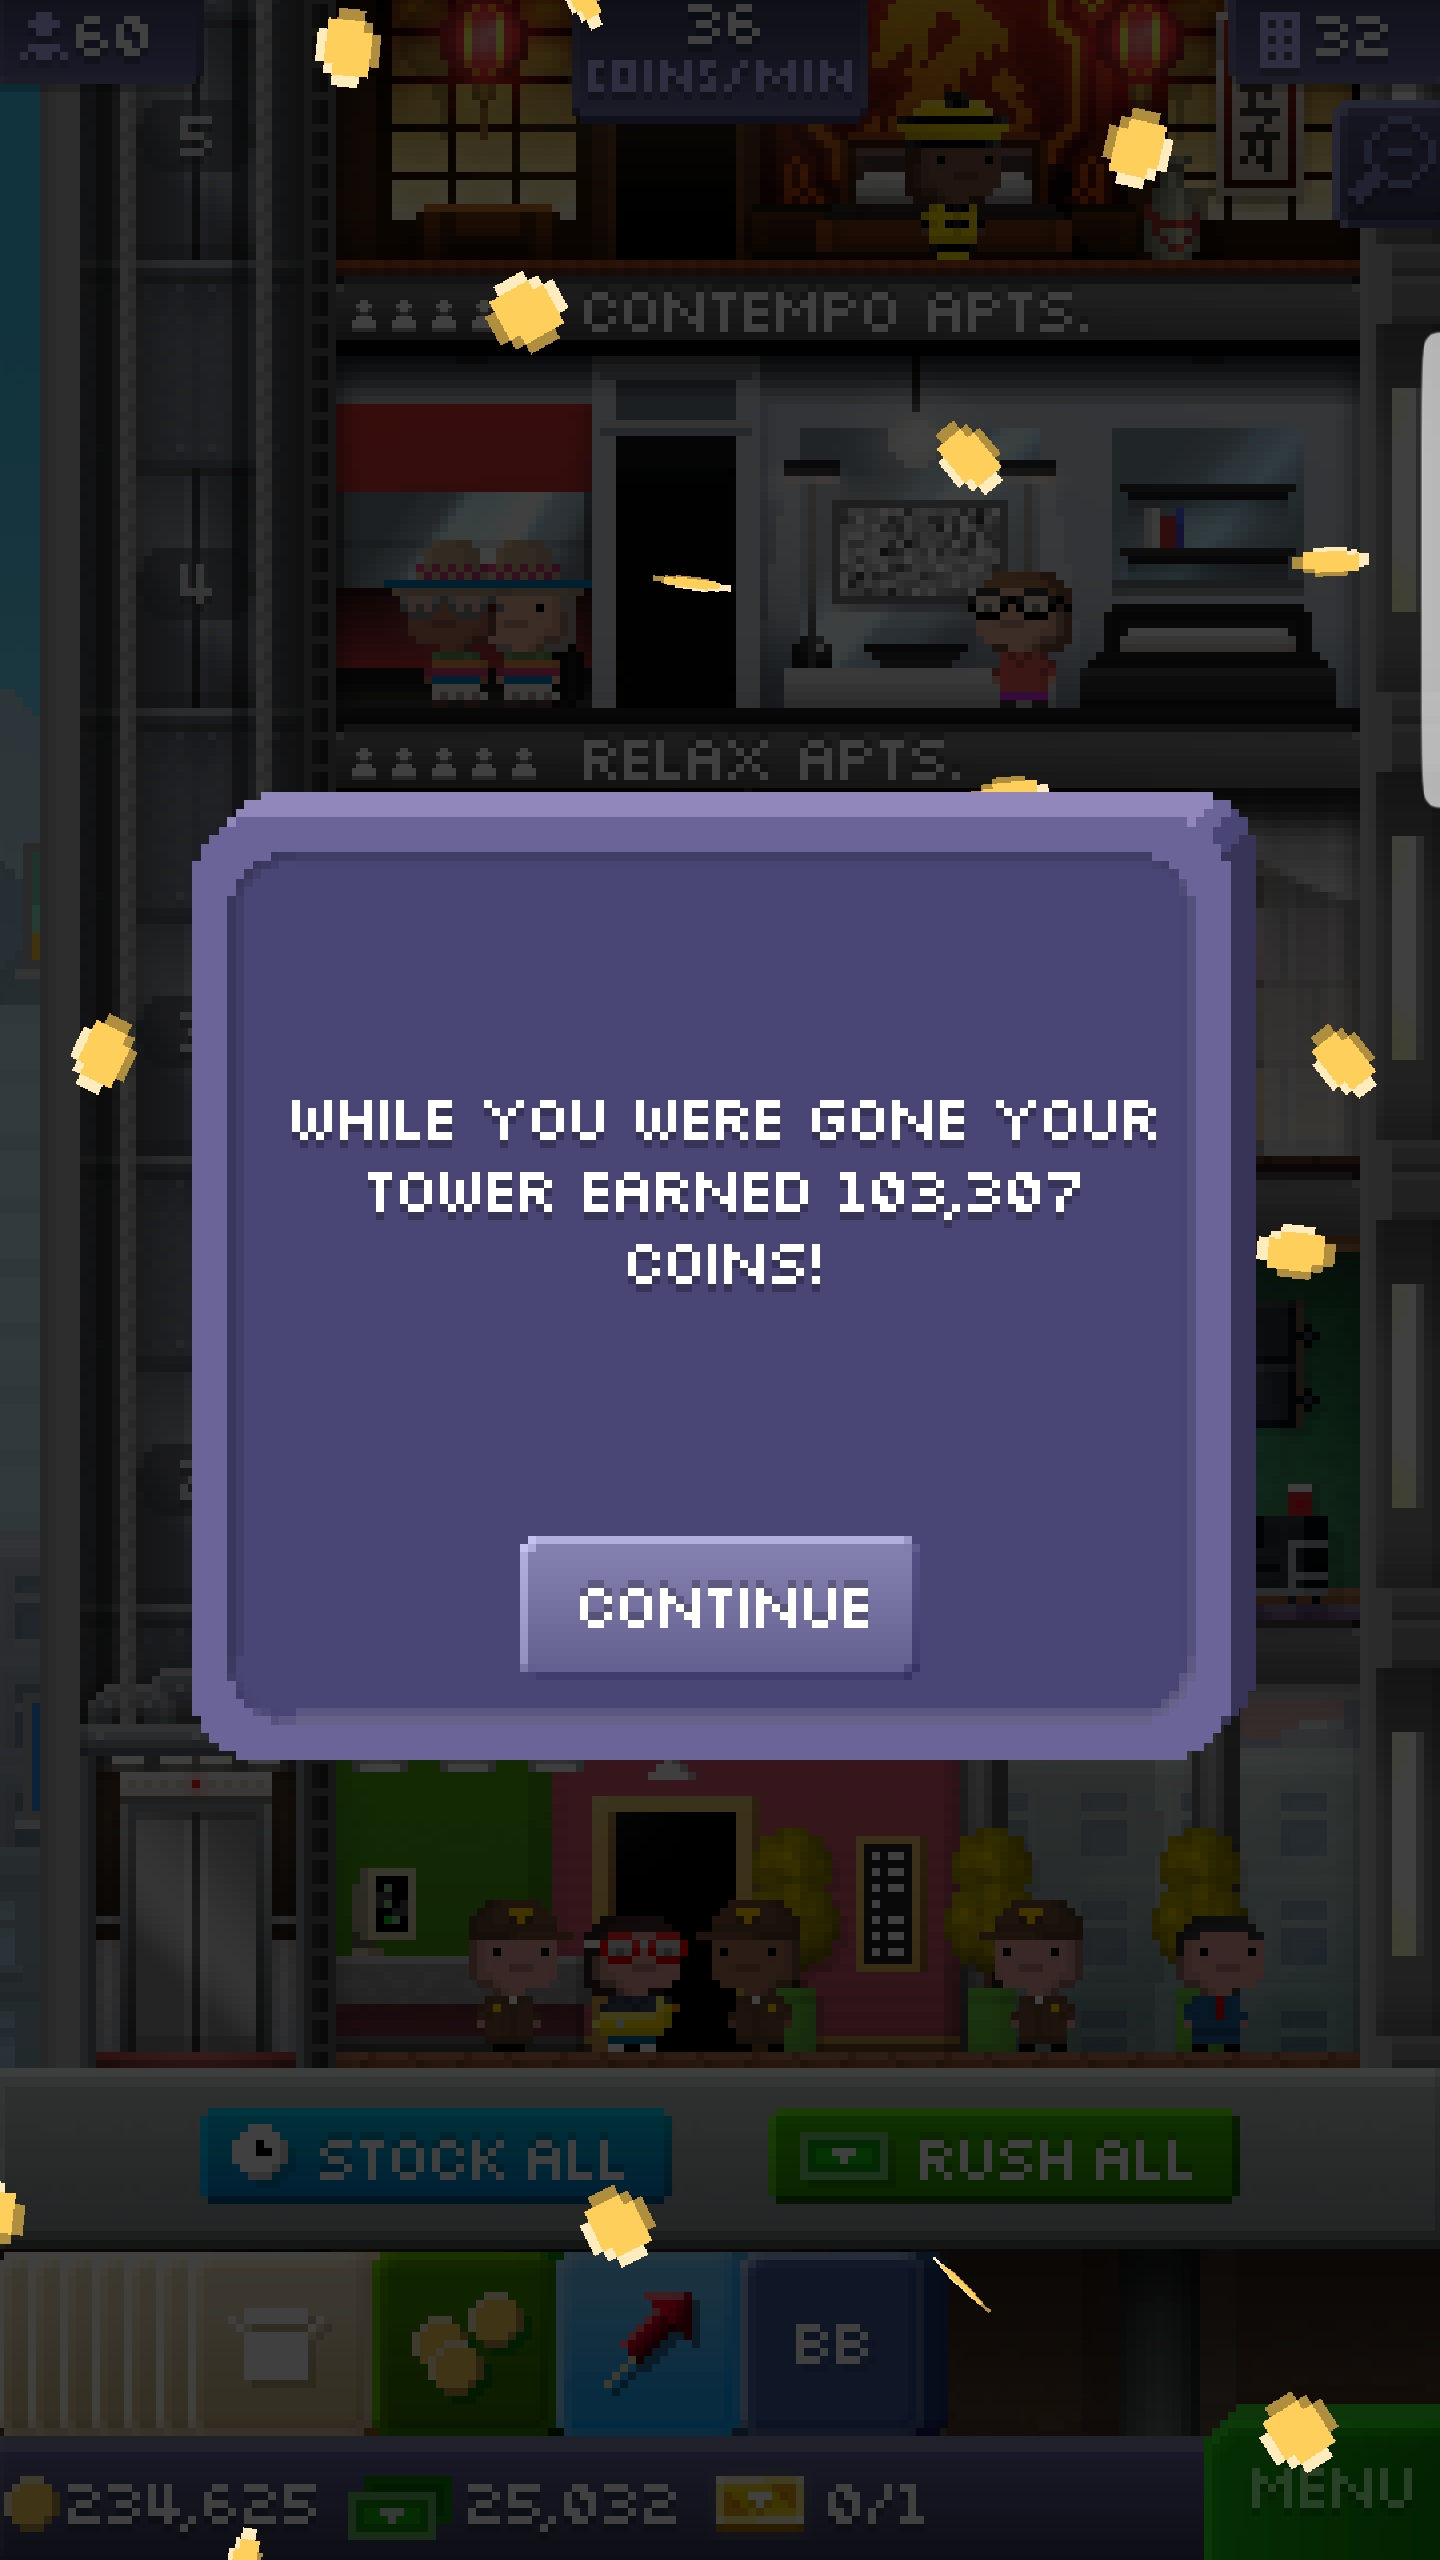 60
36
COINS/MIN
32
5
CONTEMPO APTS.
4
RELAX APTS.
WHILE YOU WERE GONE YOUR
TOWER EARNED 103,307
COINS!
CONTINUE
STOCK ALL
RUSH ALL
BB
234,625
25,032
0/1
MENU